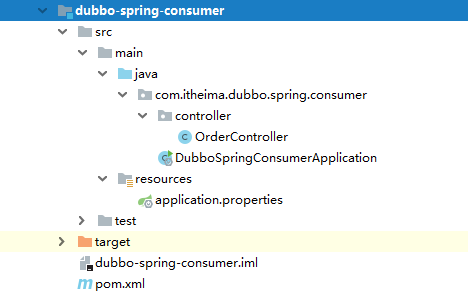 dubbo-spring-consumer
src
main
java
com.itheima.dubbo.spring.consumer
controller
OrderController
DubboSpringConsumerApplication
resources
application.properties
test
target
dubbo-spring-consumer.iml
pom.xml